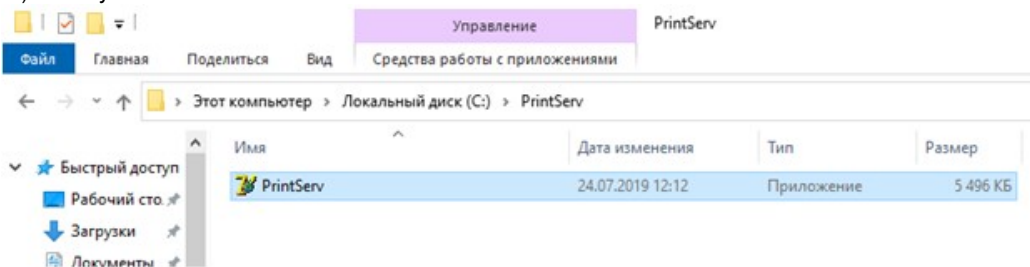 Управление PrintServ
Файл Главная Поделиться Вид Средства работы с приложениями
Этот компьютер › Локальный диск (C:) › PrintServ
Имя Дата изменения Тип Размер
Быстрый доступ
PrintServ 24.07.2019 12:12 Приложение 5 496 КБ
Рабочий сто.
Загрузки
Документы